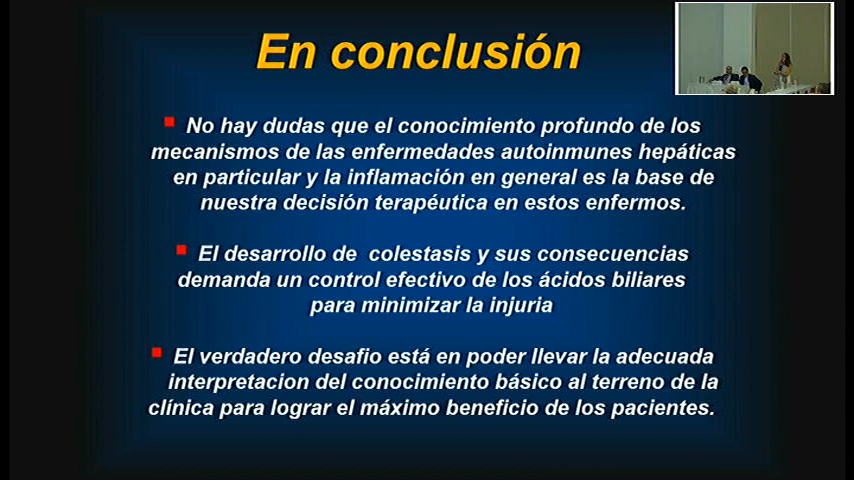 En conclusión
No hay dudas que el conocimiento profundo de los
mecanismos de las enfermedades autoinmunes hepáticas
en particular y la inflamación en general es la base de
nuestra decisión terapéutica en estos enfermos.
El desarrollo de colestasis y sus consecuencias
demanda un control efectivo de los ácidos biliares
para minimizar la injuria
El verdadero desafio está en poder llevar la adecuada
interpretacion del conocimiento básico al terreno de la
clínica para lograr el máximo beneficio de los pacientes.